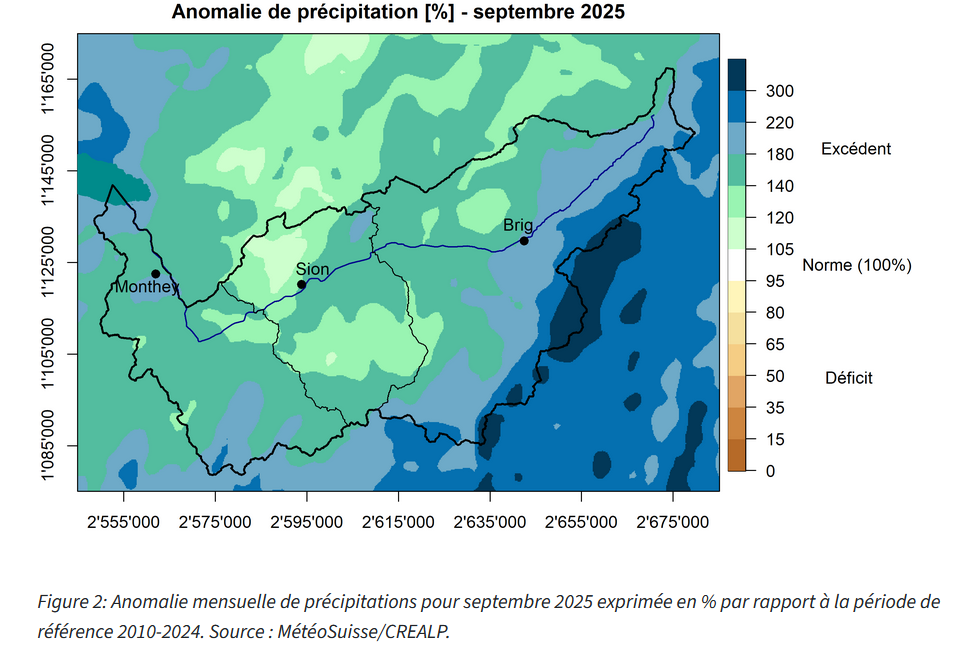 Anomalie de précipitation [%] - septembre 2025
1'165'000
1'145'000
1'125'000
1'105'000
1'085'000
Brig
Sion
Monthey
2'555'000
2'575'000
2'595'000
2'615'000
2'635'000
2'655'000
2'675'000
300
220
180
140
120
105
95
80
65
50
35
15
0
Excédent
Norme (100%)
Déficit
Figure 2: Anomalie mensuelle de précipitations pour septembre 2025 exprimée en % par rapport à la période de
référence 2010-2024. Source : MétéoSuisse/CREALP.